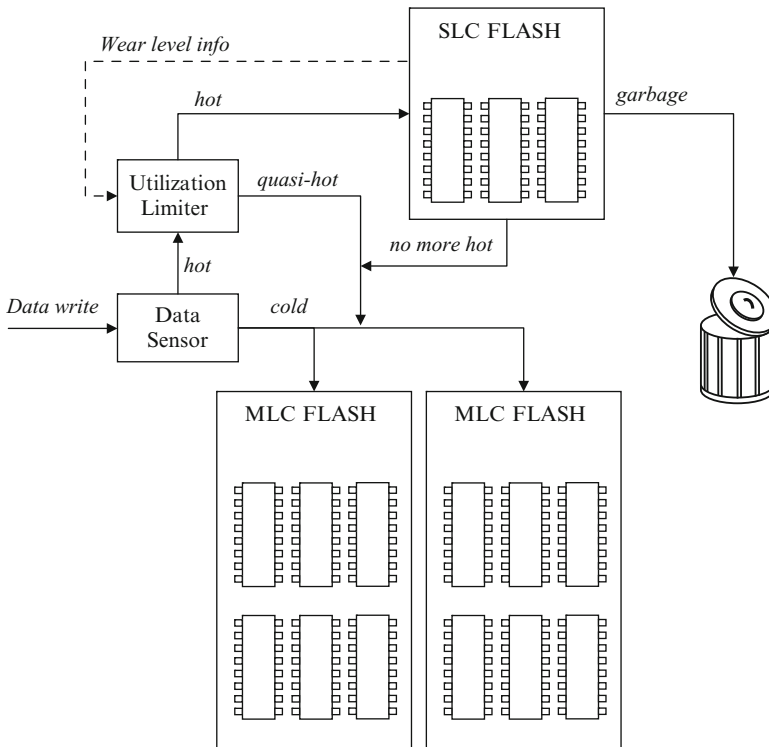 Wear level info
SLC FLASH
hot
garbage
Utilization
Limiter
quasi-hot
no more hot
hot
Data write
Data
Sensor
cold
MLC FLASH
MLC FLASH